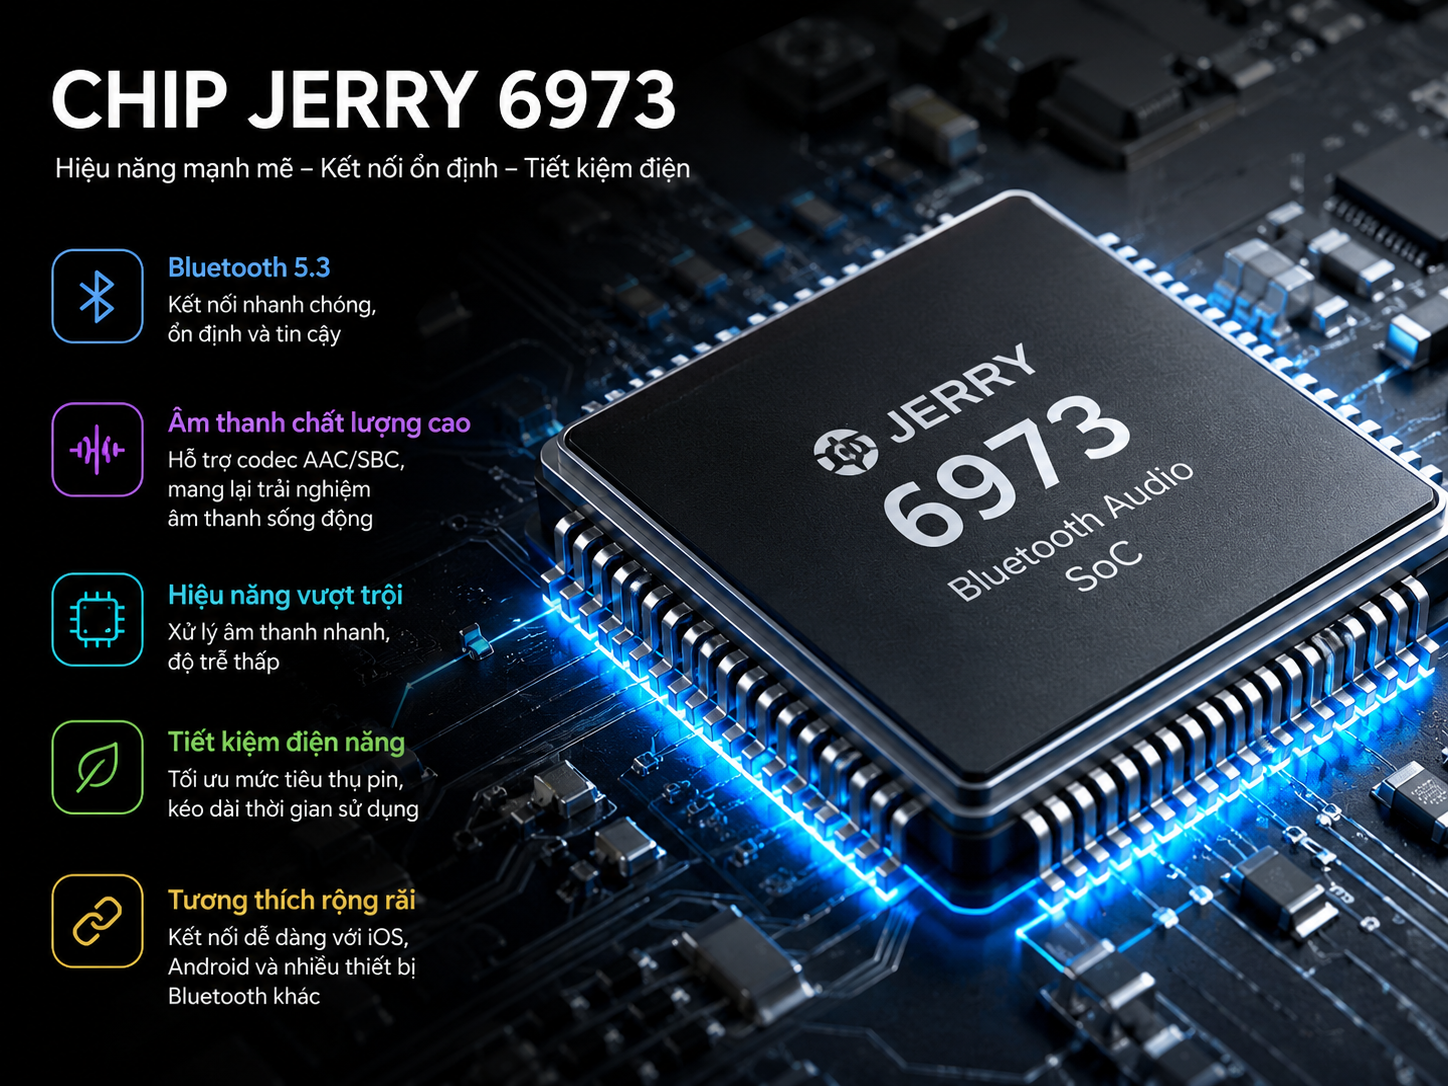 CHIP JERRY 6973
Hiệu năng mạnh mẽ – Kết nối ổn định – Tiết kiệm điện
Bluetooth 5.3
Kết nối nhanh chóng,
ổn định và tin cậy
Âm thanh chất lượng cao
Hỗ trợ codec AAC/SBC,
mang lại trải nghiệm
âm thanh sống động
Hiệu năng vượt trội
Xử lý âm thanh nhanh,
độ trễ thấp
Tiết kiệm điện năng
Tối ưu mức tiêu thụ pin,
kéo dài thời gian sử dụng
Tương thích rộng rãi
Kết nối dễ dàng với iOS,
Android và nhiều thiết bị
Bluetooth khác
JERRY
6973
Bluetooth Audio
SoC